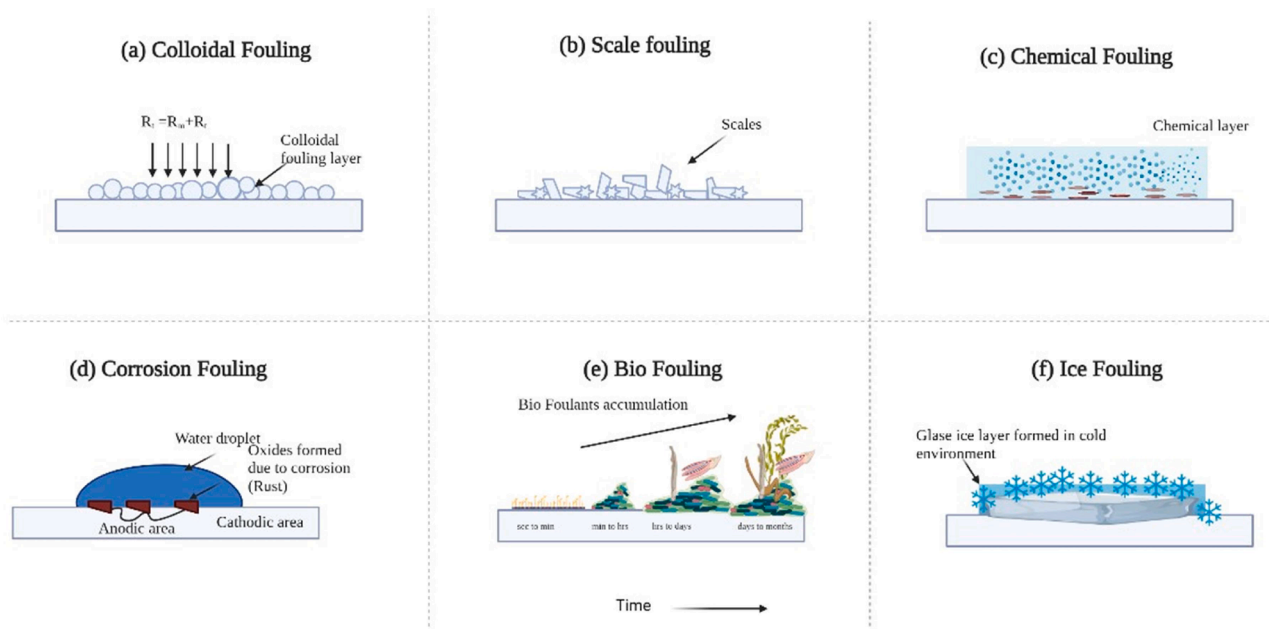 (a) Colloidal Fouling
Rₜ =Rₘ+Rᵣ
Colloidal
fouling layer
(b) Scale fouling
Scales
(c) Chemical Fouling
Chemical layer
(d) Corrosion Fouling
Water droplet
Oxides formed
due to corrosion
(Rust)
Anodic area
Cathodic area
(e) Bio Fouling
Bio Foulants accumulation
sec to min
min to hrs
hrs to days
days to months
Time
(f) Ice Fouling
Glase ice layer formed in cold
environment